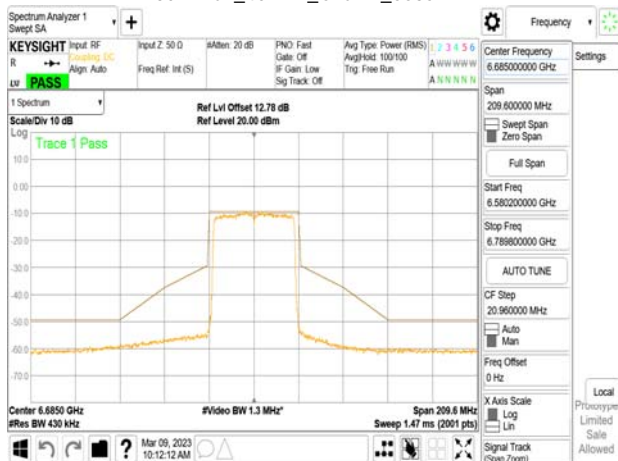 Spectrum Analyzer 1
Swept SA
+
Frequency
KEYSIGHT
R
LM
PASS
Input: RF
Coupling: DC
Align: Auto
Input Z: 50 Ω
Freq Ref: Int (S)
#Atten: 20 dB
PNO: Fast
Gate: Off
IF Gain: Low
Sig Track: Off
Avg Type: Power (RMS)
Avg|Hold: 100/100
Trig: Free Run
1 2 3 4 5 6
A W W W W W
A N N N N N
Center Frequency
6.685000000 GHz
Settings
Span
209.600000 MHz
Swept Span
Zero Span
Full Span
Start Freq
6.580200000 GHz
Stop Freq
6.789800000 GHz
AUTO TUNE
CF Step
20.960000 MHz
Auto
Man
Freq Offset
0 Hz
X Axis Scale
Log
Lin
Signal Track
(Span Zoom)
Local
Prototype
Limited
Sale
Allowed
1 Spectrum
Scale/Div 10 dB
Ref Lvl Offset 12.78 dB
Ref Level 20.00 dBm
Log
Trace 1 Pass
10.0
0.00
-10.0
-20.0
-30.0
-40.0
-50.0
-60.0
-70.0
Center 6.6850 GHz
#Video BW 1.3 MHz*
Span 209.6 MHz
#Res BW 430 kHz
Sweep 1.47 ms (2001 pts)
?
Mar 09, 2023
10:12:12 AM